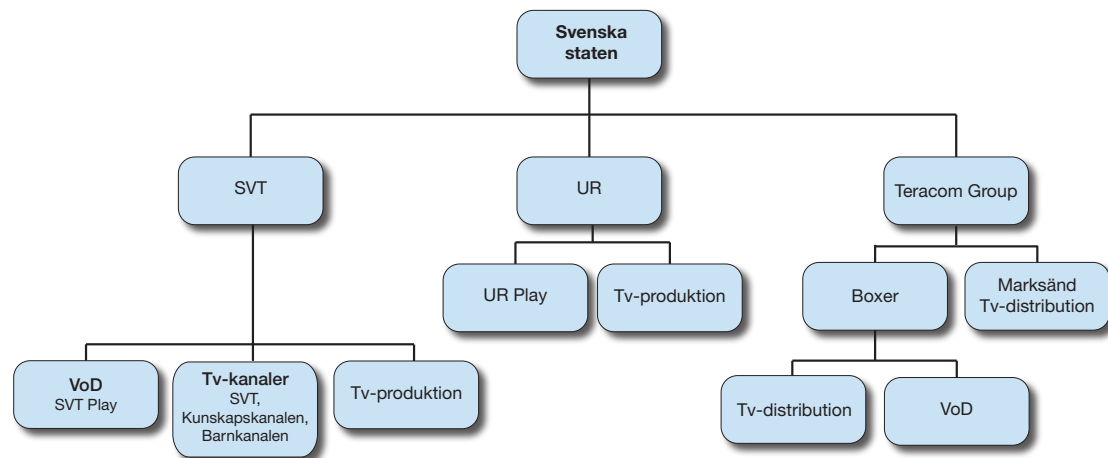 Svenska
staten
SVT
UR
Teracom Group
UR Play
Tv-produktion
Boxer
Marksänd
Tv-distribution
VoD
SVT Play
Tv-kanaler
SVT,
Kunskapskanalen,
Barnkanalen
Tv-produktion
Tv-distribution
VoD